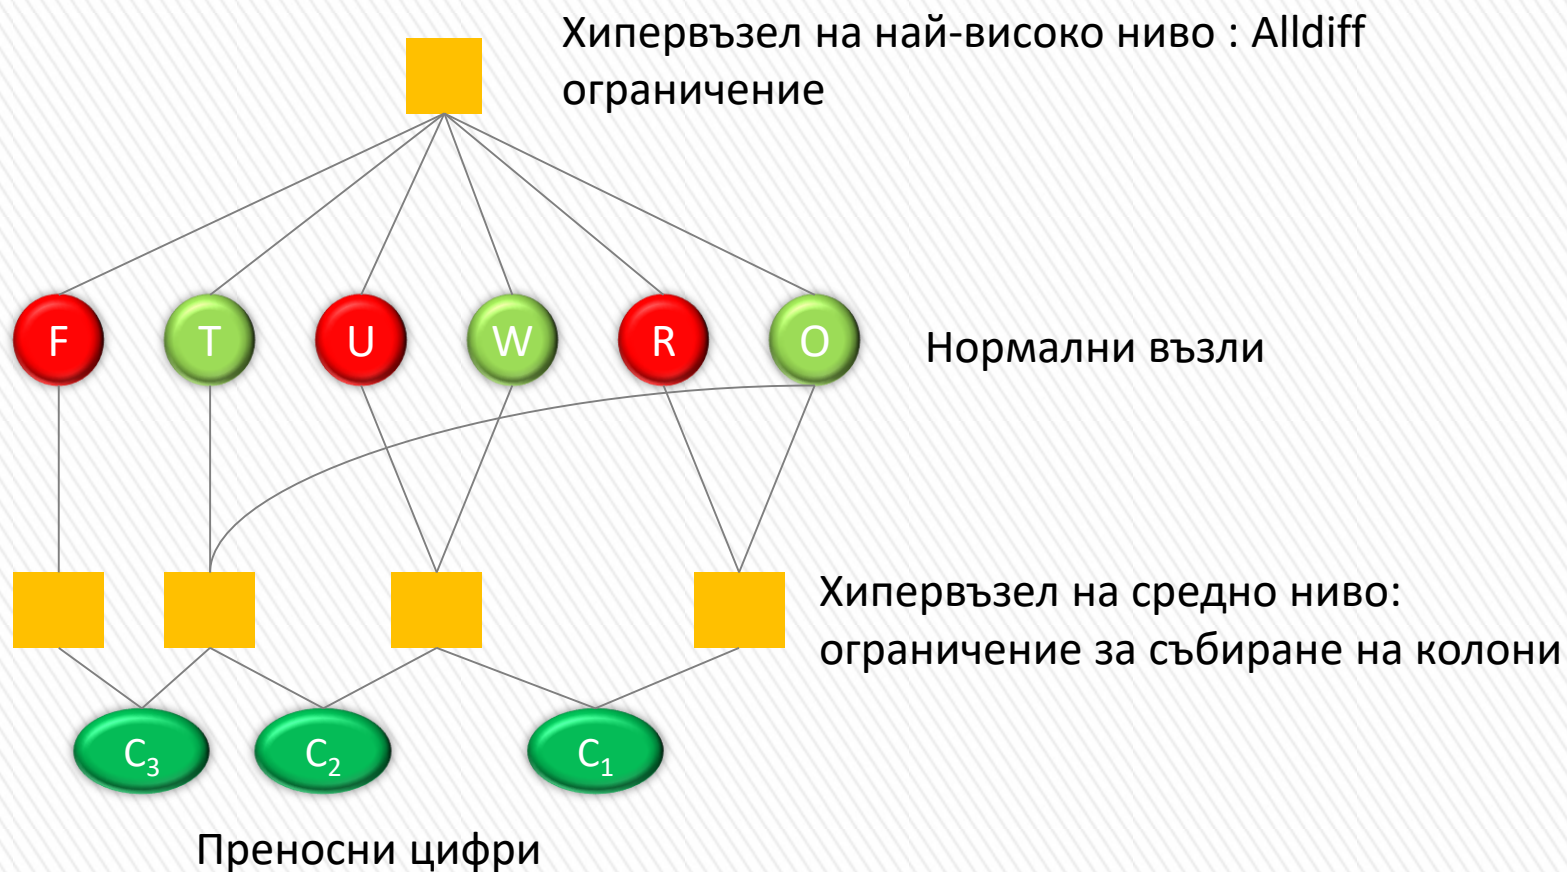 Хипервъзел на най-високо ниво : Alldiff
ограничение
F T U W R O
Нормални възли
Хипервъзел на средно ниво:
ограничение за събиране на колони
C₃ C₂ C₁
Преносни цифри